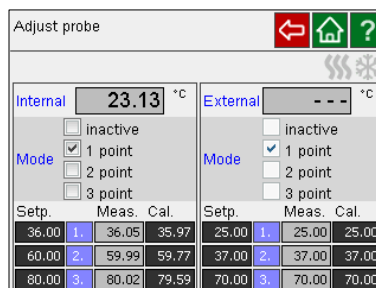 Adjust probe ?
Internal 23.13 °C External --- °C
inactive inactive
Mode 1 point Mode 1 point
2 point 2 point
3 point 3 point
Setp. Meas. Cal. Setp. Meas. Cal.
36.00 1. 36.05 35.97 25.00 1. 25.00 25.00
60.00 2. 59.99 59.77 37.00 2. 37.00 37.00
80.00 3. 80.02 79.59 70.00 3. 70.00 70.00